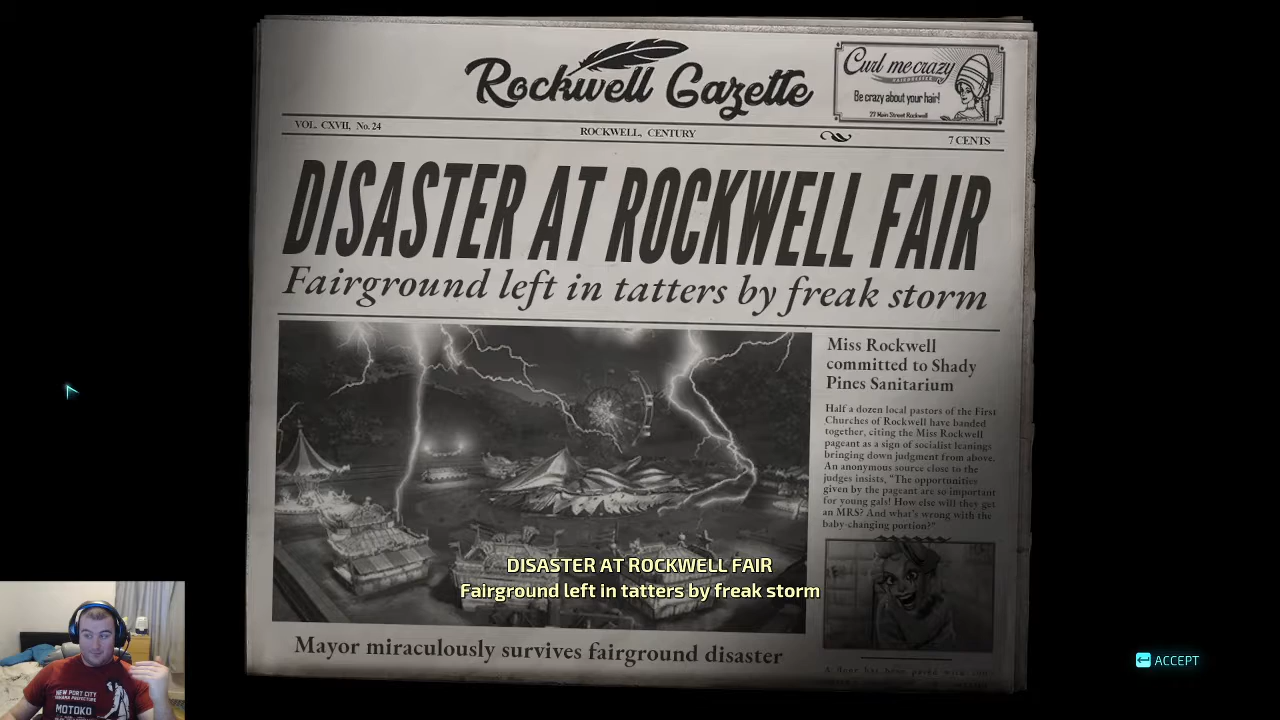 Rockwell Gazette
Curl me crazy
HAIRDRESSER
Be crazy about your hair!
27 Main Street Rockwell
VOL. CXVII, No. 24
ROCKWELL, CENTURY
7 CENTS
DISASTER AT ROCKWELL FAIR
Fairground left in tatters by freak storm
Miss Rockwell
committed to Shady
Pines Sanitarium
Half a dozen local pastors of the First
Churches of Rockwell have banded
together, citing the Miss Rockwell
pageant as a sign of socialist leanings
bringing down judgment from above.
An anonymous source close to the
judges insists, "The opportunities
given by the pageant are so important
for young gals! How else will they get
an MRS? And what's wrong with the
baby-changing portion?"
DISASTER AT ROCKWELL FAIR
Fairground left in tatters by freak storm
Mayor miraculously survives fairground disaster
ACCEPT
NEW PORT CITY
MOTOKO